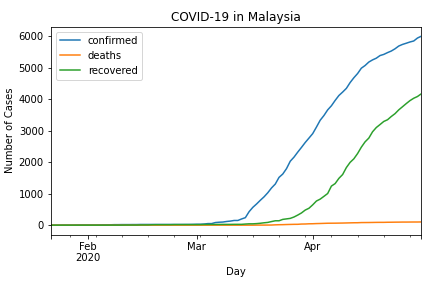 COVID-19 in Malaysia
confirmed
deaths
recovered
Number of Cases
6000
5000
4000
3000
2000
1000
0
Feb
2020
Mar
Apr
Day